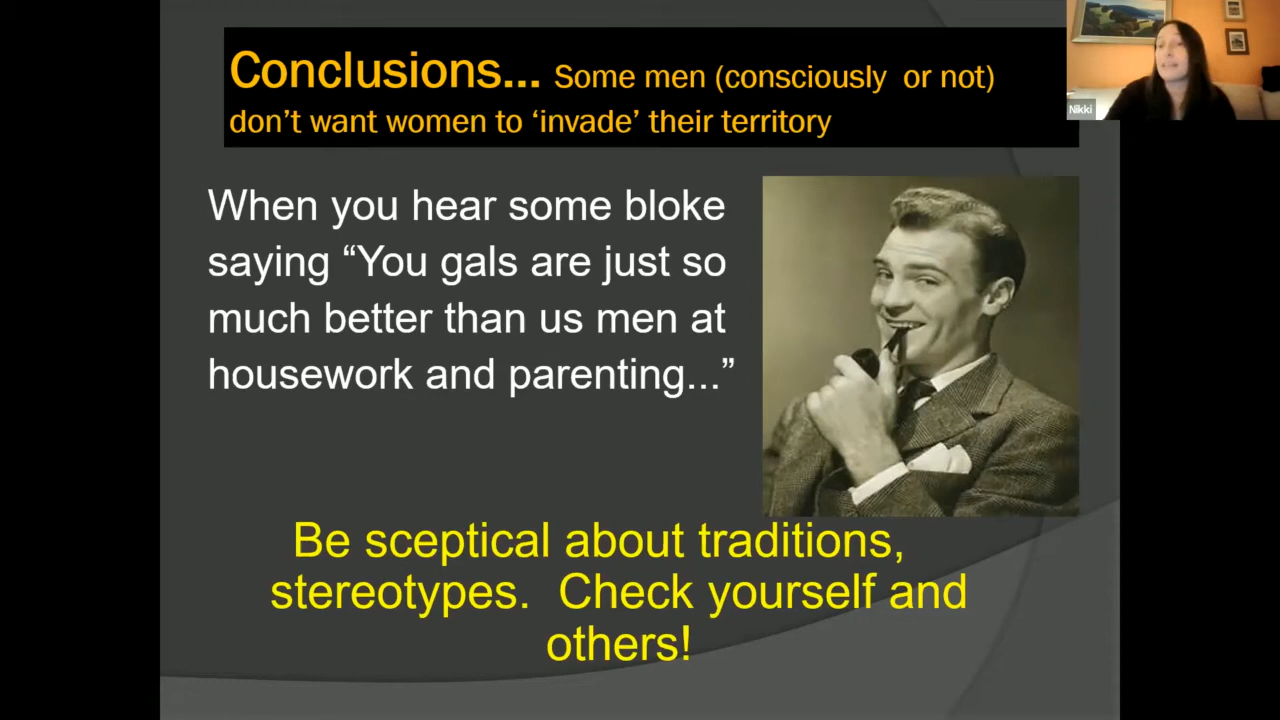 Conclusions... Some men (consciously or not)
don't want women to ‘invade’ their territory
Nikki
When you hear some bloke
saying “You gals are just so
much better than us men at
housework and parenting...”
Be sceptical about traditions,
stereotypes. Check yourself and
others!